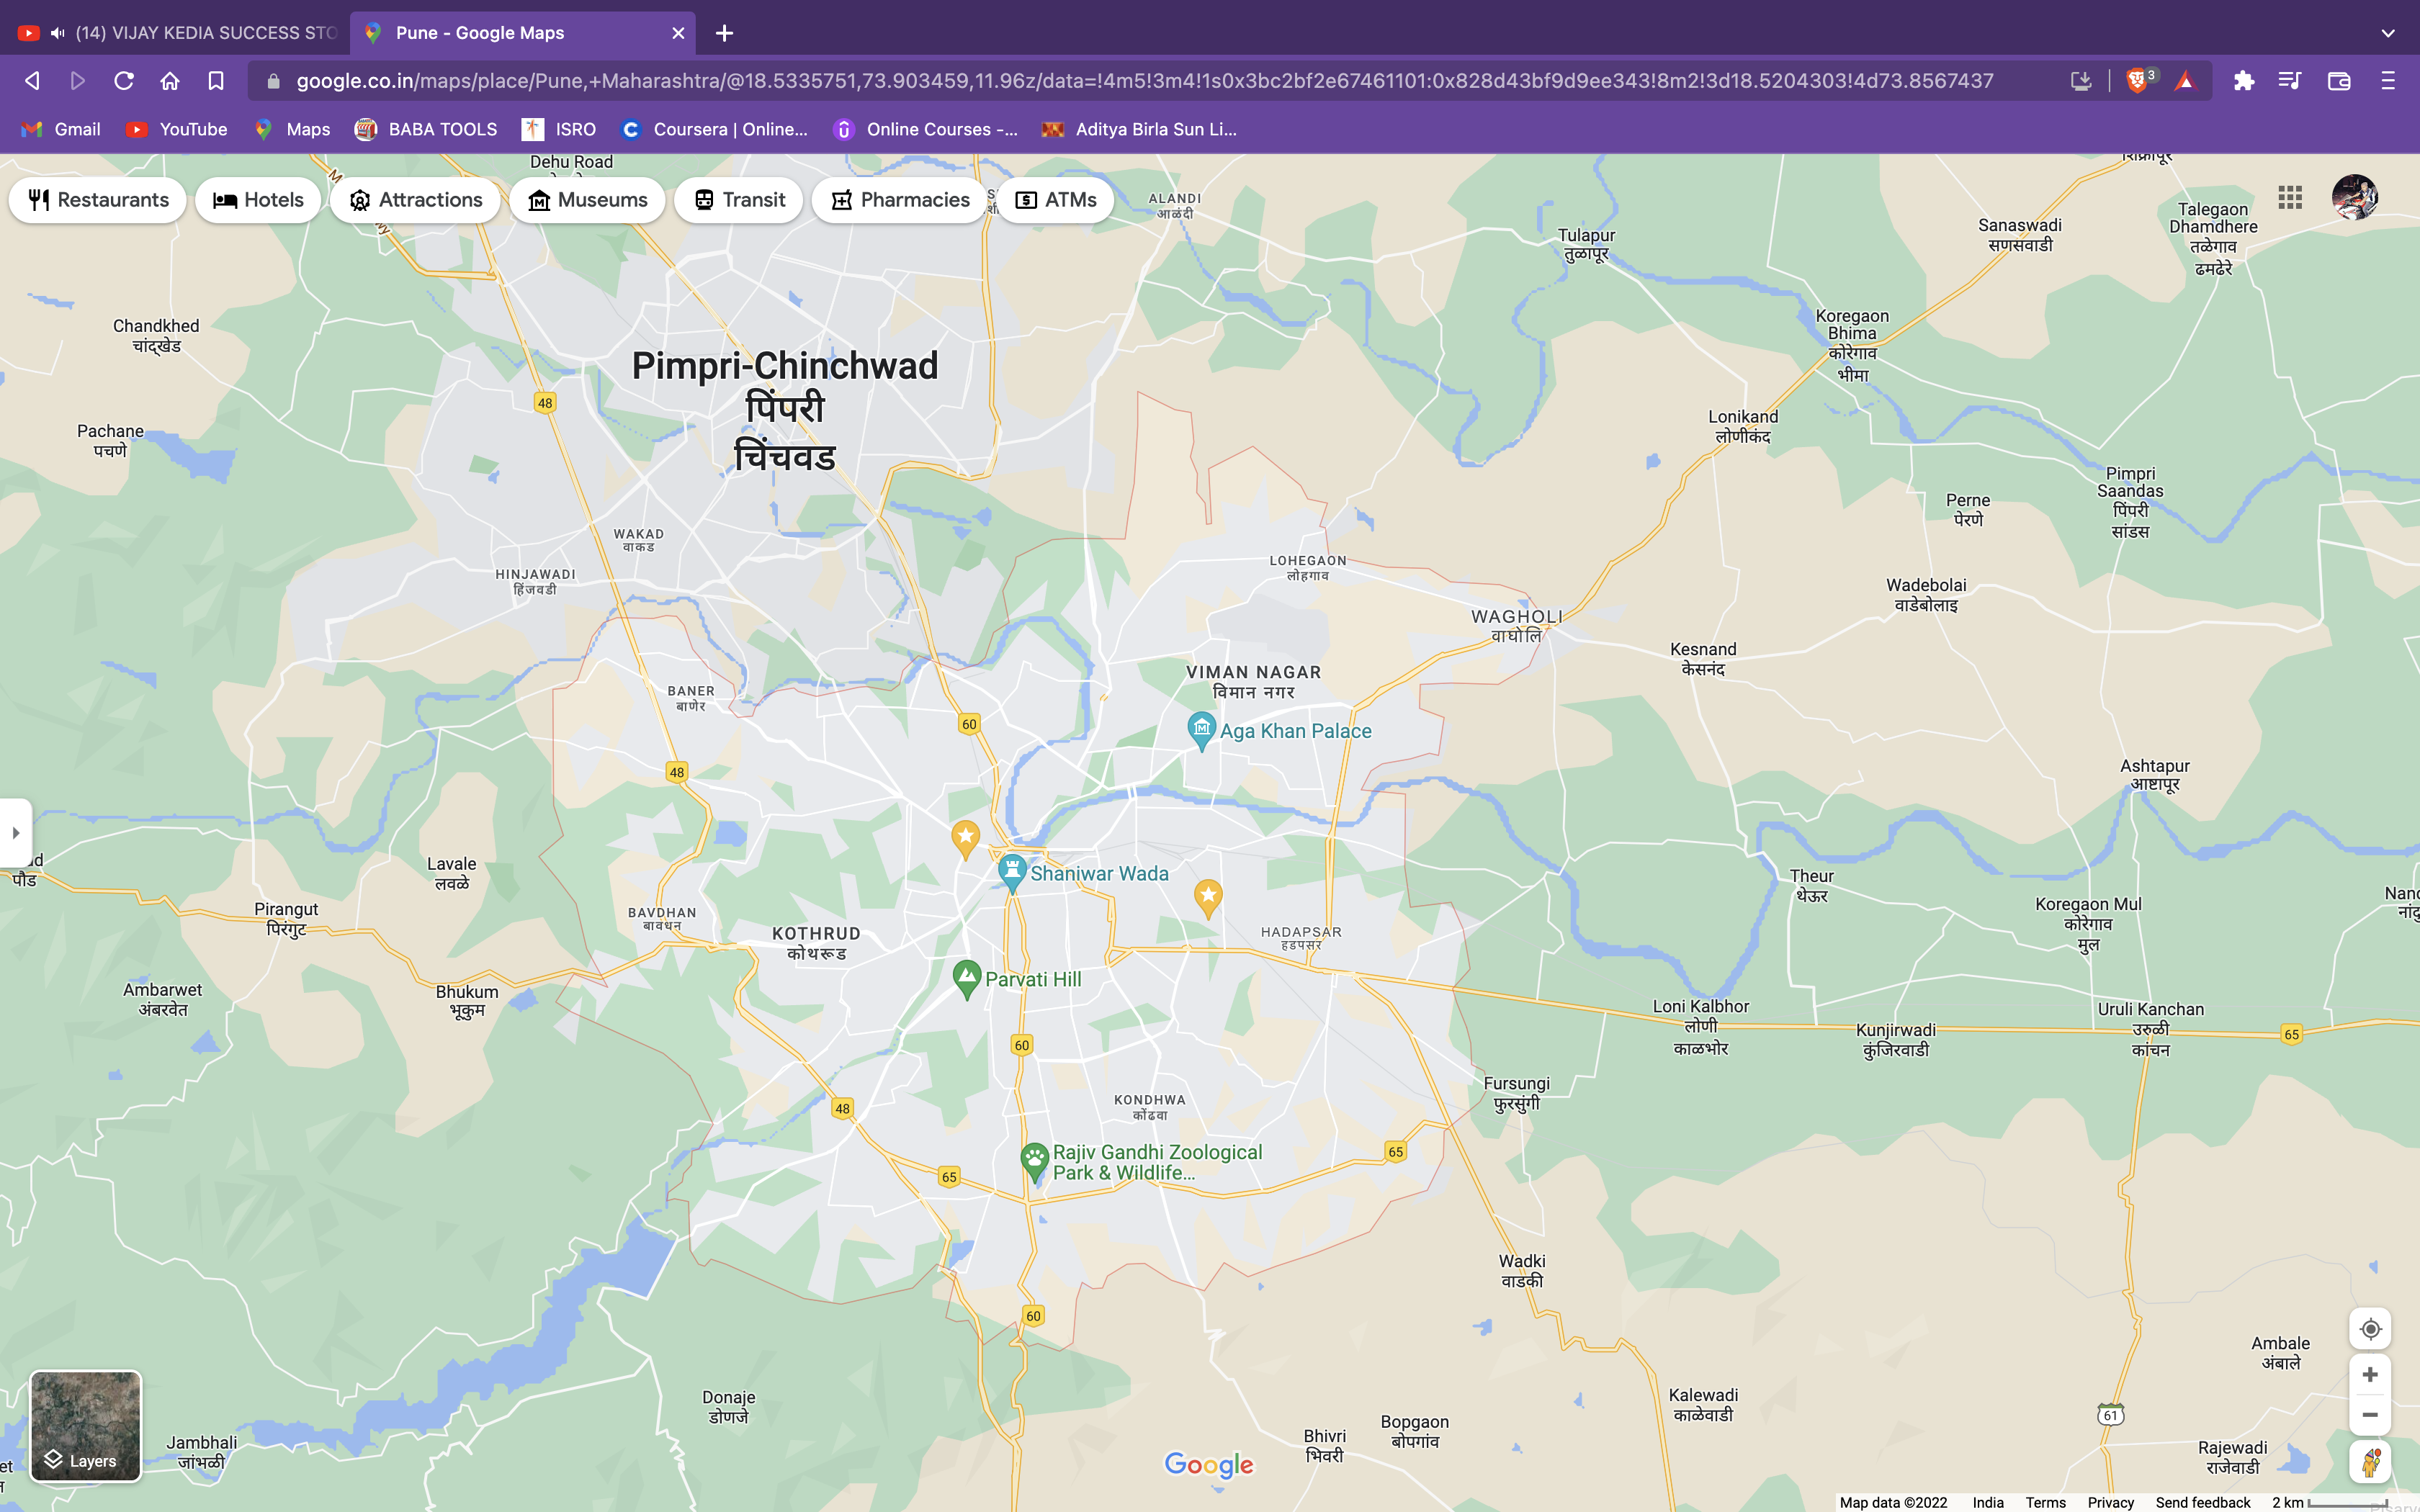 (14) VIJAY KEDIA SUCCESS STO
Pune - Google Maps
google.co.in/maps/place/Pune,+Maharashtra/@18.5335751,73.903459,11.96z/data=!4m5!3m4!1s0x3bc2bf2e67461101:0x828d43bf9d9ee343!8m2!3d18.5204303!4d73.8567437
3
Gmail
YouTube
Maps
BABA TOOLS
ISRO
Coursera | Online...
Online Courses -...
Aditya Birla Sun Li...
Dehu Road
Restaurants
Hotels
Attractions
Museums
Transit
Pharmacies
ATMs
ALANDI
आळंदी
Tulapur
तुळापूर
Sanaswadi
सणसवाडी
Talegaon
Dhamdhere
तळेगाव
ढमढेरे
Chandkhed
चांद्खेड
Koregaon
Bhima
कोरेगाव
भीमा
Pimpri-Chinchwad
पिंपरी
चिंचवड
48
Pachane
पचणे
Lonikand
लोणीकंद
Pimpri
Saandas
पिंपरी
सांडस
Perne
पेरणे
WAKAD
वाकड
HINJAWADI
हिंजवडी
LOHEGAON
लोहगाव
Wadebolai
वाडेबोलाइ
WAGHOLI
वाघोलि
Kesnand
केसनंद
VIMAN NAGAR
विमान नगर
BANER
बाणेर
60
Aga Khan Palace
48
Ashtapur
आष्टापूर
Lavale
लवळे
पौड
Shaniwar Wada
Theur
थेऊर
Pirangut
पिरंगुट
BAVDHAN
बावधन
KOTHRUD
कोथरूड
HADAPSAR
हडपसर
Koregaon Mul
कोरेगाव
मुल
Parvati Hill
Ambarwet
अंबरवेत
Bhukum
भूकुम
Loni Kalbhor
लोणी
काळभोर
Kunjirwadi
कुंजिरवाडी
Uruli Kanchan
उरुळी
कांचन
65
60
Fursungi
फुरसुंगी
48
KONDHWA
कोंढवा
Rajiv Gandhi Zoological
Park & Wildlife...
65
65
Wadki
वाडकी
60
Ambale
अंबाले
Donaje
डोणजे
Kalewadi
काळेवाडी
61
Bopgaon
बोपगांव
Bhivri
भिवरी
Jambhali
जांभळी
Rajewadi
राजेवाडी
Layers
Google
Map data ©2022 India Terms Privacy Send feedback 2 km